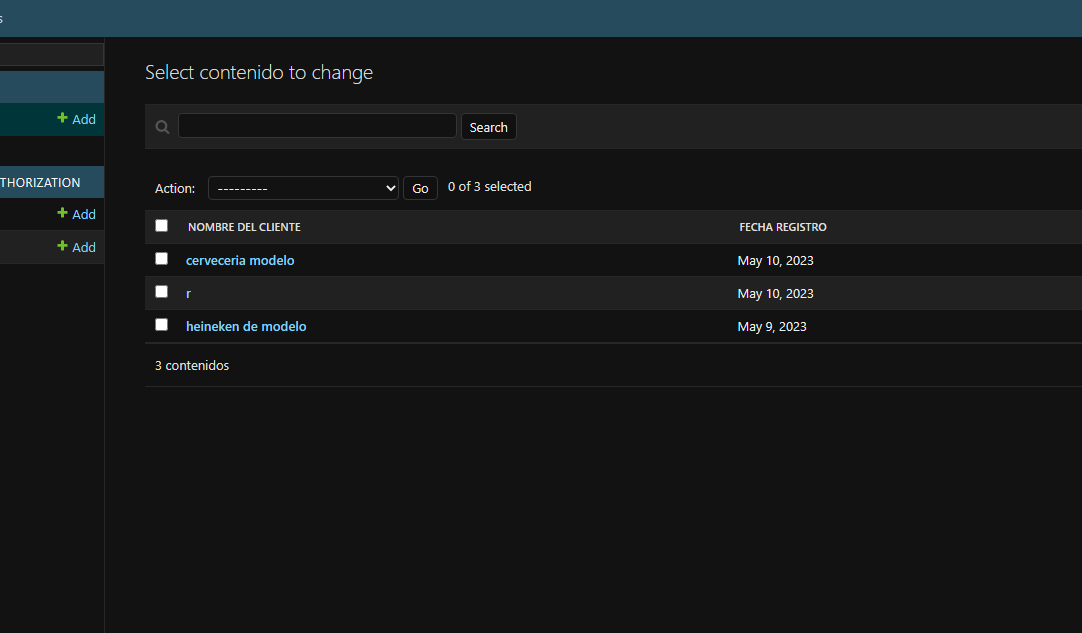 s
Select contenido to change
Search
Action: --------- Go 0 of 3 selected
NOMBRE DEL CLIENTE FECHA REGISTRO
cerveceria modelo May 10, 2023
r May 10, 2023
heineken de modelo May 9, 2023
3 contenidos
Add
THORIZATION
Add
Add